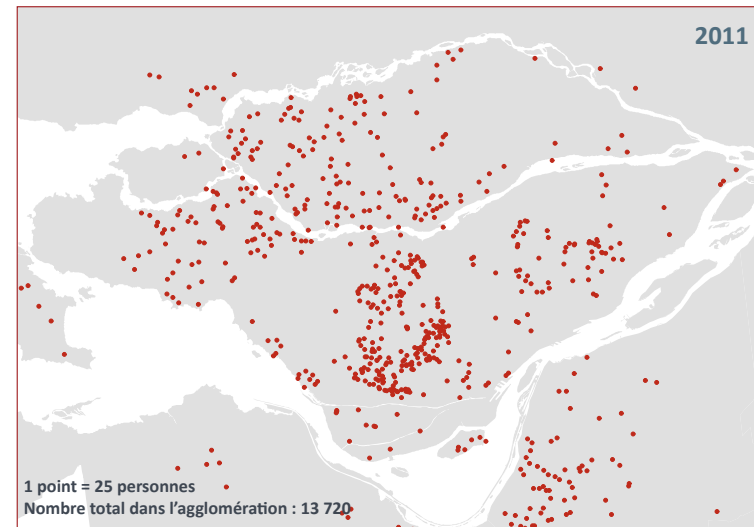 2011
1 point = 25 personnes
Nombre total dans l'agglomération : 13 720